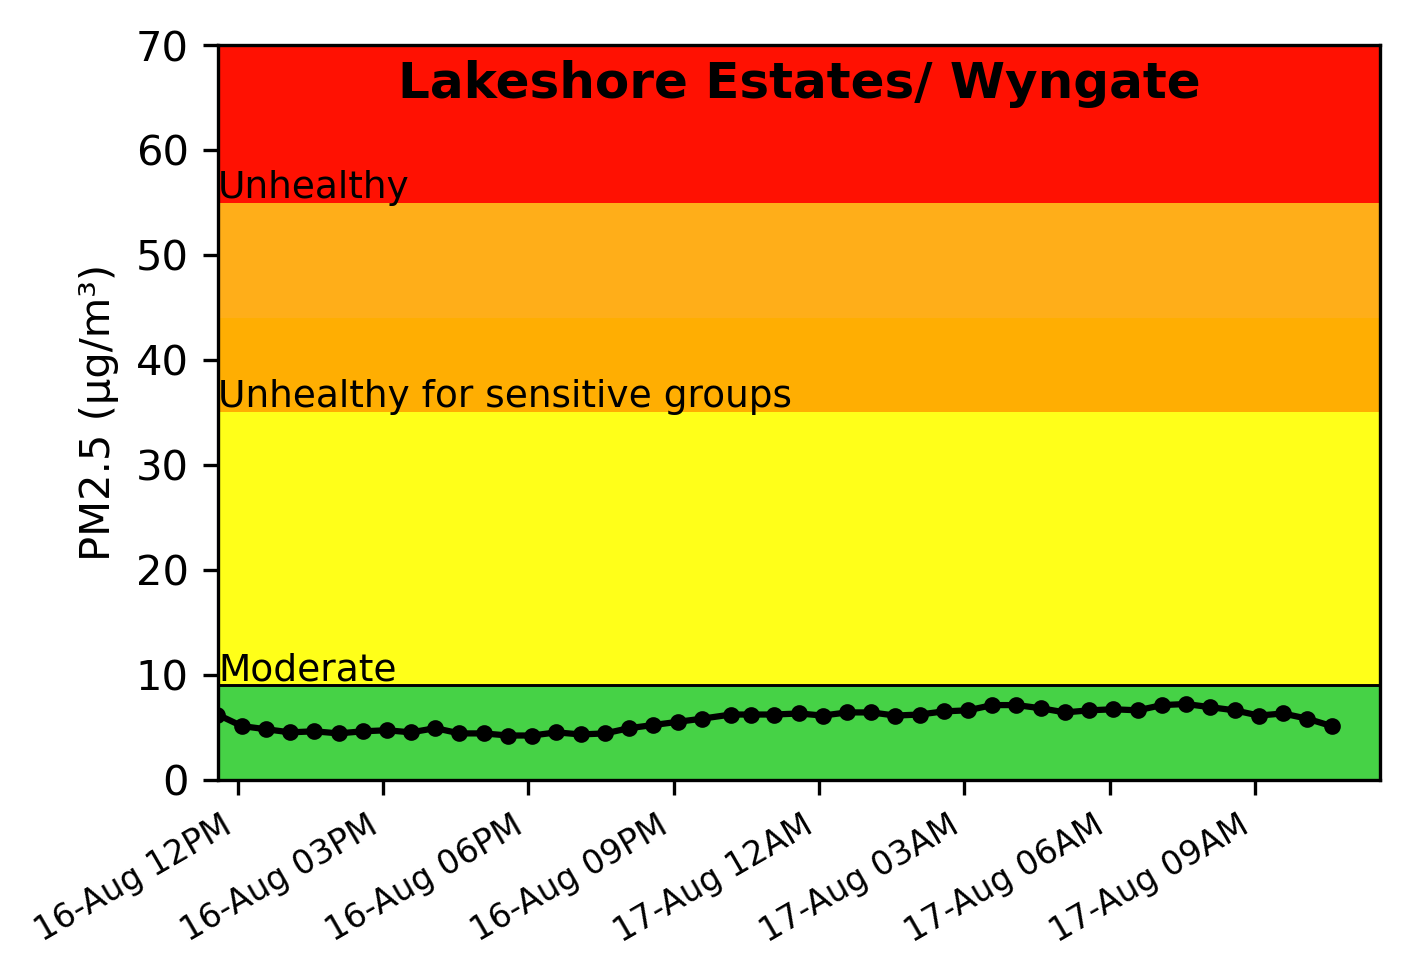 Lakeshore Estates/ Wyngate
PM2.5 (µg/m³)
70
60
50
40
30
20
10
0
Unhealthy
Unhealthy for sensitive groups
Moderate
16-Aug 12PM
16-Aug 03PM
16-Aug 06PM
16-Aug 09PM
17-Aug 12AM
17-Aug 03AM
17-Aug 06AM
17-Aug 09AM